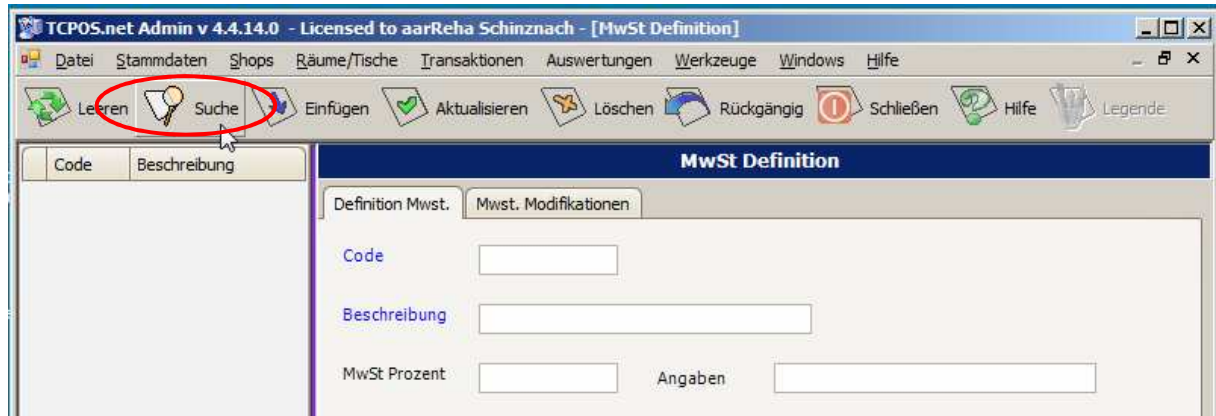 TCPOS.net Admin v 4.4.14.0 - Licensed to aarReha Schinznach - [MwSt Definition]
Datei Stammdaten Shops Räume/Tische Transaktionen Auswertungen Werkzeuge Windows Hilfe
Leeren Suche Einfügen Aktualisieren Löschen Rückgängig Schließen Hilfe Legende
Code Beschreibung
MwSt Definition
Definition Mwst. Mwst. Modifikationen
Code
Beschreibung
MwSt Prozent Angaben